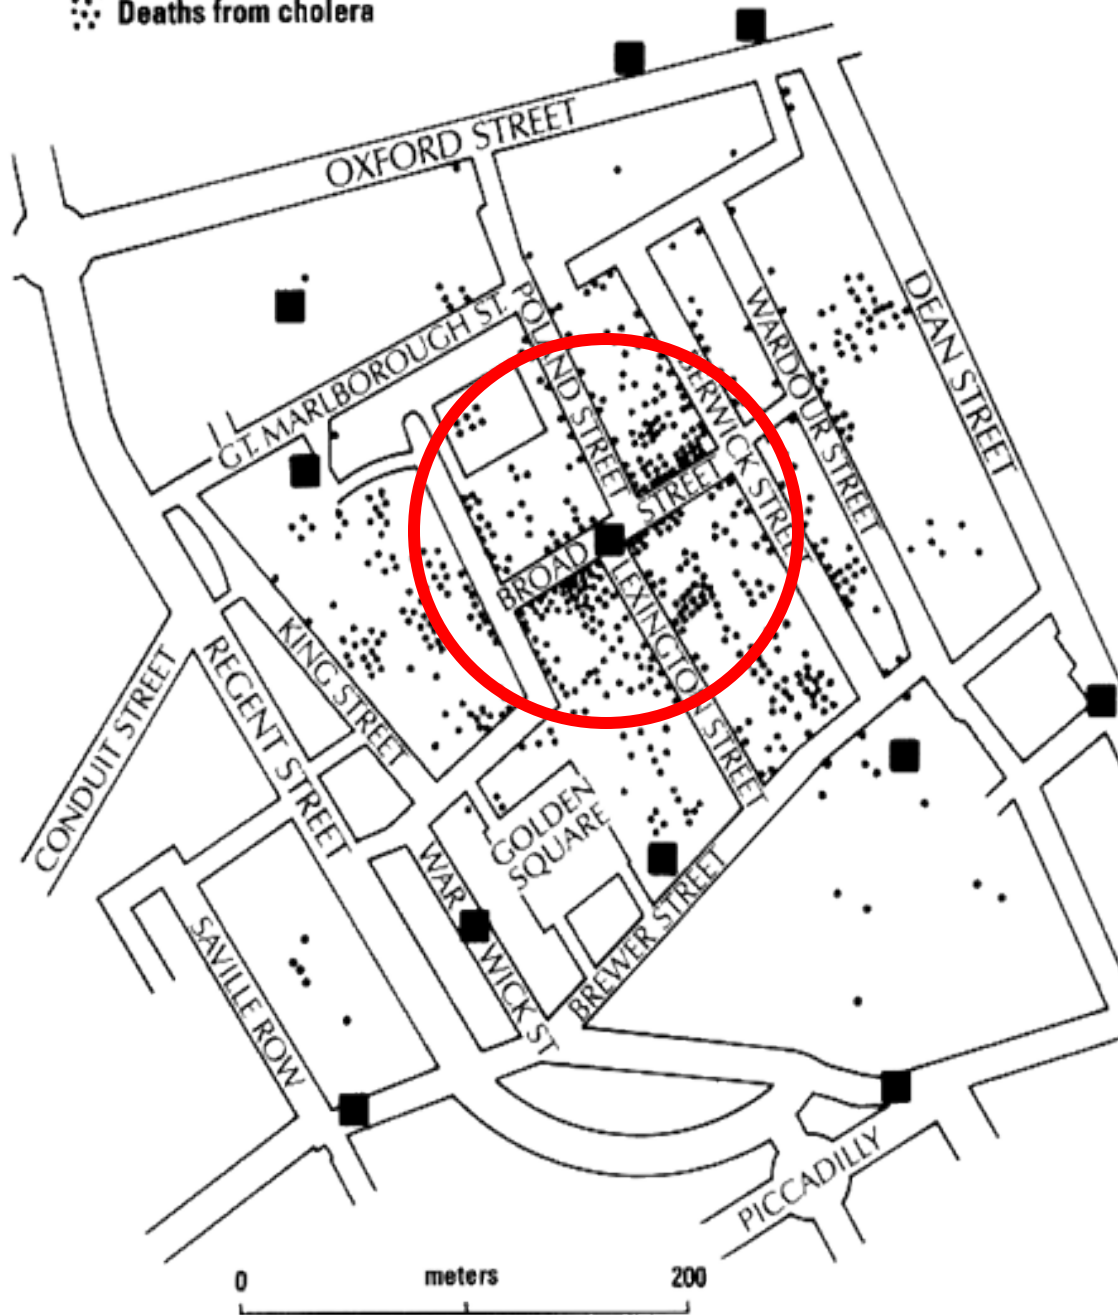 Deaths from cholera
OXFORD STREET
GT. MARLBOROUGH ST.
POLAND STREET
BERWICK STREET
WARDOUR STREET
DEAN STREET
BROAD STREET
LEXINGTON STREET
CONDUIT STREET
REGENT STREET
KING STREET
GOLDEN
SQUARE
WARWICK ST
BREWER STREET
SAVILLE ROW
PICCADILLY
0 meters 200